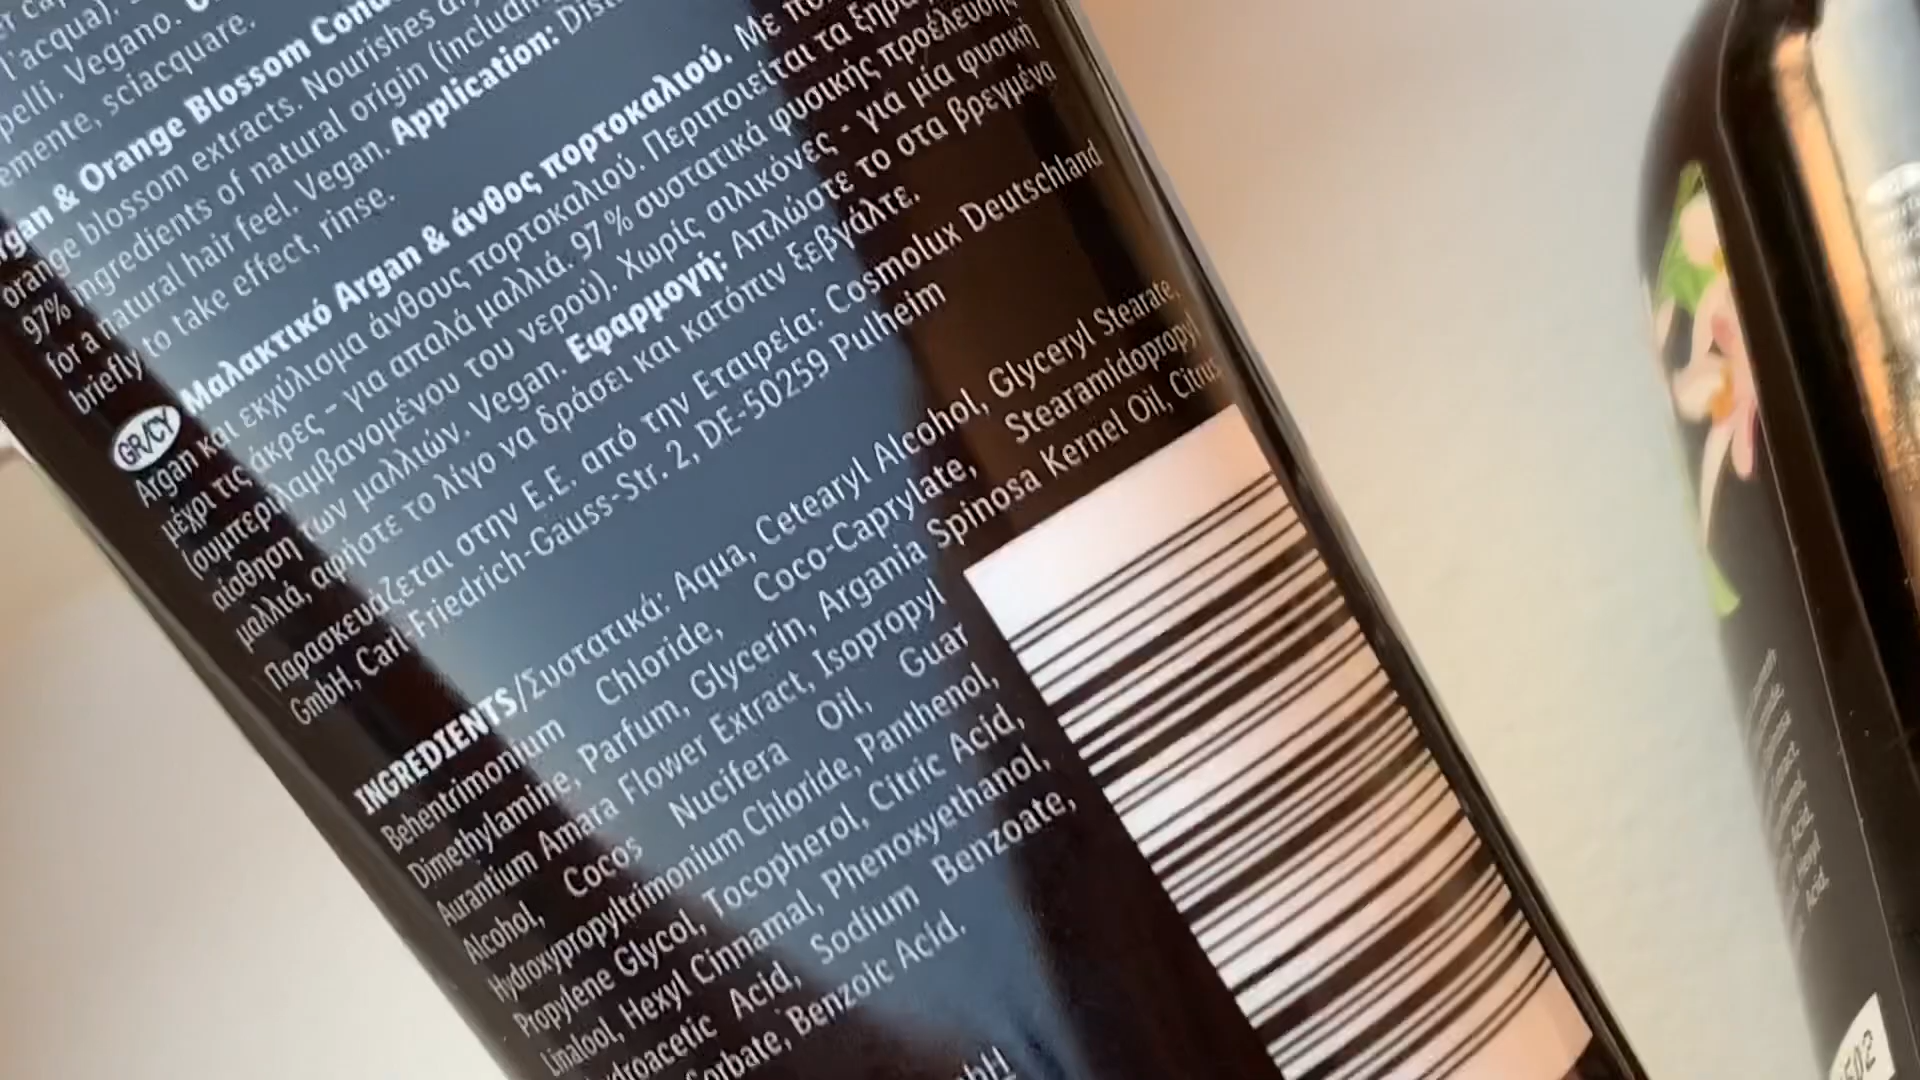 l'acqua).
pelli. Vegano.
emente, sciacquare.
& Orange Blossom
orange blossom extracts. Nourishes
97% ingredients of natural origin (including
for a natural hair feel. Vegan. Application:
briefly to take effect, rinse.
GR/CY Μαλακτικό Argan & άνθος πορτοκαλιού. Με
Argan και εκχύλισμα άνθους πορτοκαλιού. Περιποιείται τα
μέχρι τις άκρες - για απαλά μαλλιά. 97 % συστατικά φυσικής προέλευσης
(συμπεριλαμβανομένου του νερού). Χωρίς σιλικόνες - για μία φυσική
αίσθηση των μαλλιών. Vegan. Εφαρμογή: Απλώστε το στα βρεγμένα
μαλλιά, αφήστε το λίγο να δράσει και κατόπιν ξεβγάλτε.
Παρασκευάζεται στην Ε.Ε. από την Εταιρεία: Cosmolux Deutschland
GmbH, Carl-Friedrich-Gauss-Str. 2, DE-50259 Pulheim
INGREDIENTS/Συστατικά: Aqua, Cetearyl Alcohol, Glyceryl Stearate,
Behentrimonium Chloride, Coco-Caprylate, Stearamidopropyl
Dimethylamine, Parfum, Glycerin, Argania Spinosa Kernel Oil, Citrus
Aurantium Amara Flower Extract, Isopropyl
Alcohol, Cocos Nucifera Oil, Guar
Hydroxypropyltrimonium Chloride, Panthenol,
Propylene Glycol, Tocopherol, Citric Acid,
Linalool, Hexyl Cinnamal, Phenoxyethanol,
Acid, Sodium Benzoate,
Benzoic Acid.